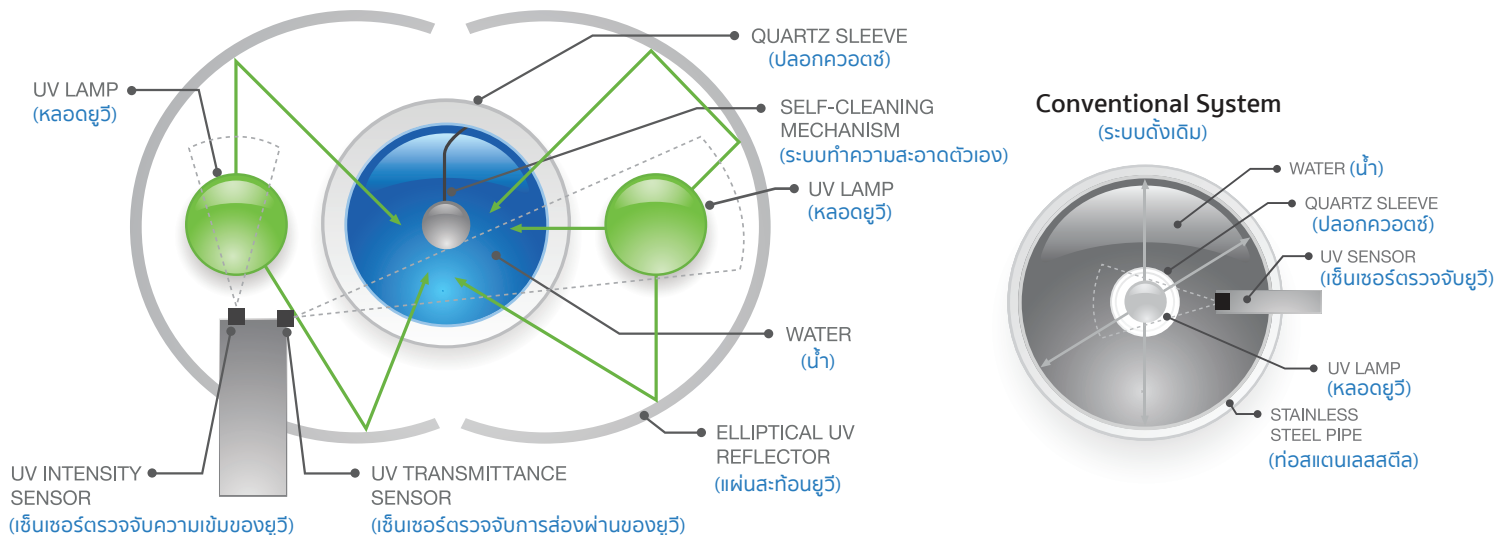 QUARTZ SLEEVE
(ปลอกควอตซ์)
UV LAMP
(หลอดยูวี)
SELF-CLEANING
MECHANISM
(ระบบทำความสะอาดตัวเอง)
UV LAMP
(หลอดยูวี)
WATER
(น้ำ)
ELLIPTICAL UV
REFLECTOR
(แผ่นสะท้อนยูวี)
UV INTENSITY
SENSOR
(เซ็นเซอร์ตรวจจับความเข้มของยูวี)
UV TRANSMITTANCE
SENSOR
(เซ็นเซอร์ตรวจจับการส่องผ่านของยูวี)
Conventional System
(ระบบดั้งเดิม)
WATER (น้ำ)
QUARTZ SLEEVE
(ปลอกควอตซ์)
UV SENSOR
(เซ็นเซอร์ตรวจจับยูวี)
UV LAMP
(หลอดยูวี)
STAINLESS
STEEL PIPE
(ท่อสแตนเลสสตีล)